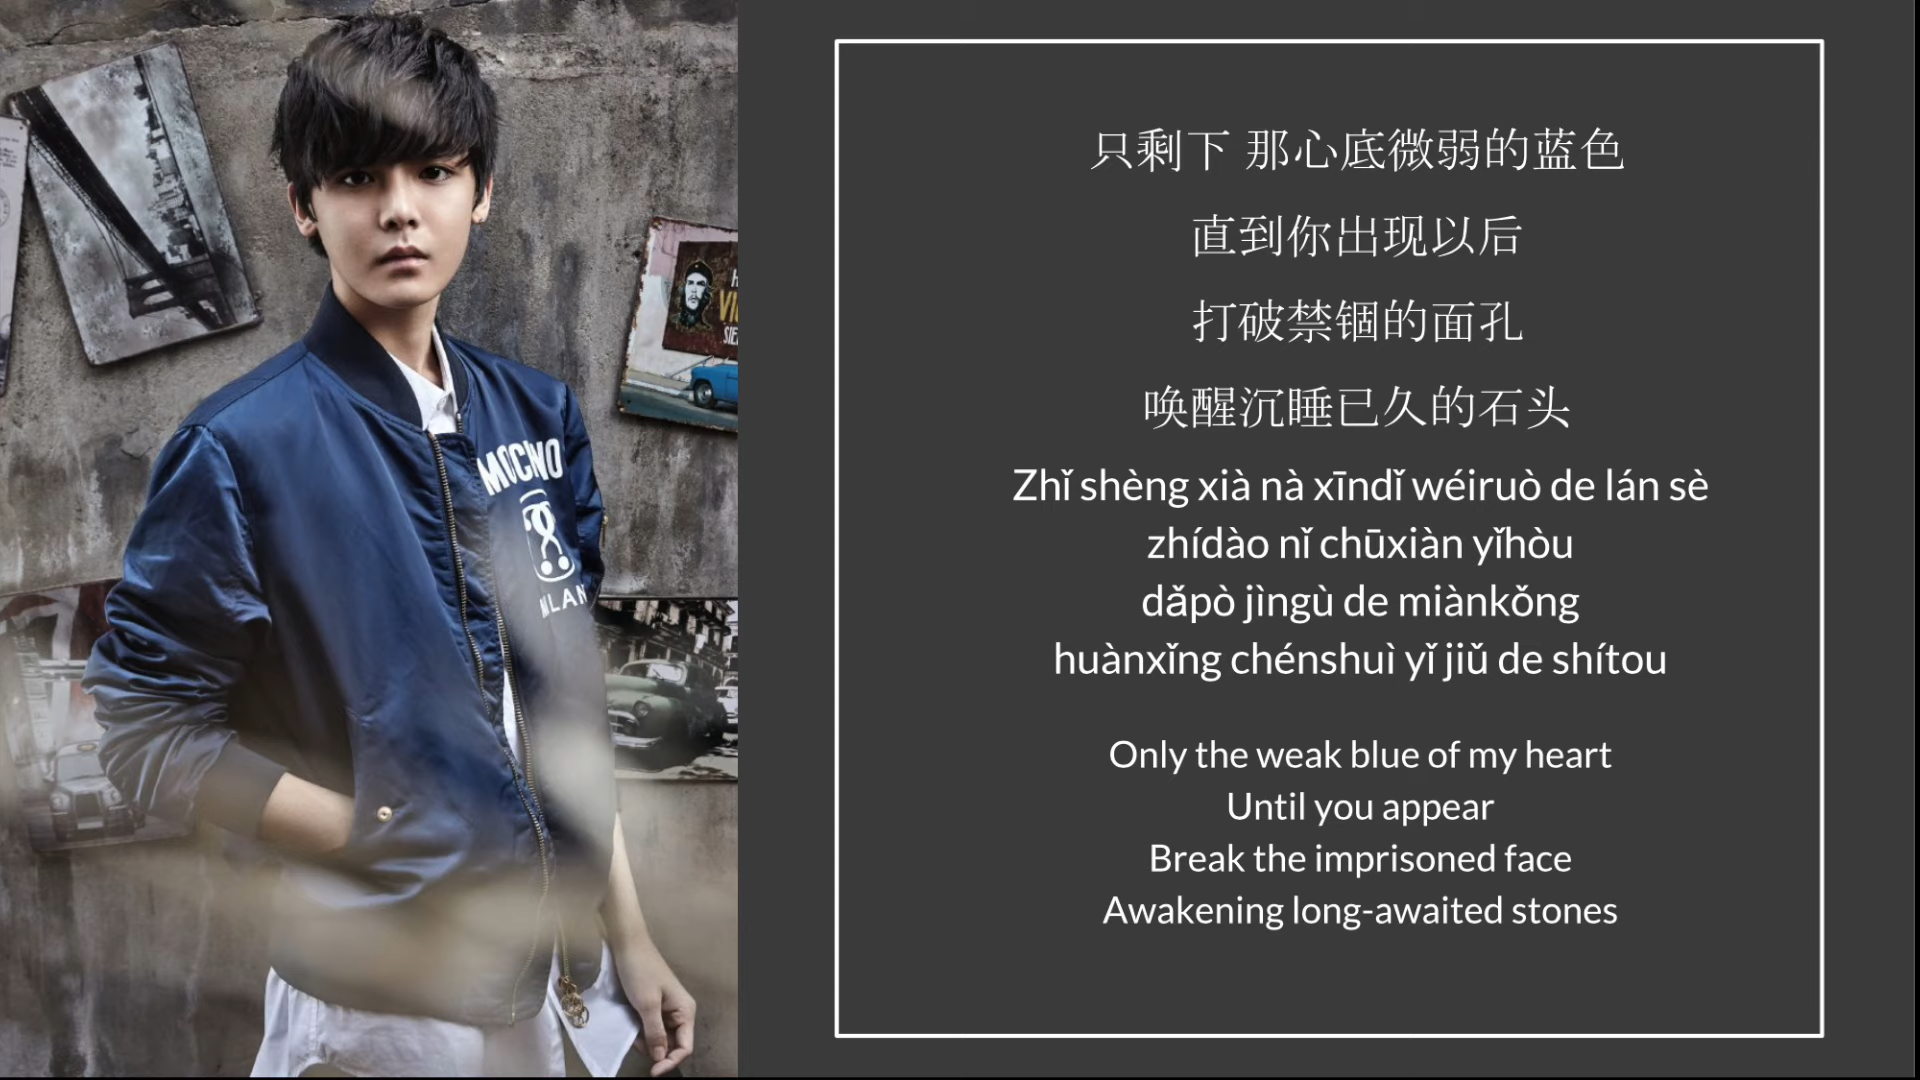 MOCHINO
MILAN
只剩下 那心底微弱的蓝色
直到你出现以后
打破禁锢的面孔
唤醒沉睡已久的石头
Zhǐ shèng xià nà xīndǐ wéiruò de lán sè
zhídào nǐ chūxiàn yǐhòu
dǎpò jìngù de miànkǒng
huànxǐng chénshuì yǐ jiǔ de shítou
Only the weak blue of my heart
Until you appear
Break the imprisoned face
Awakening long-awaited stones